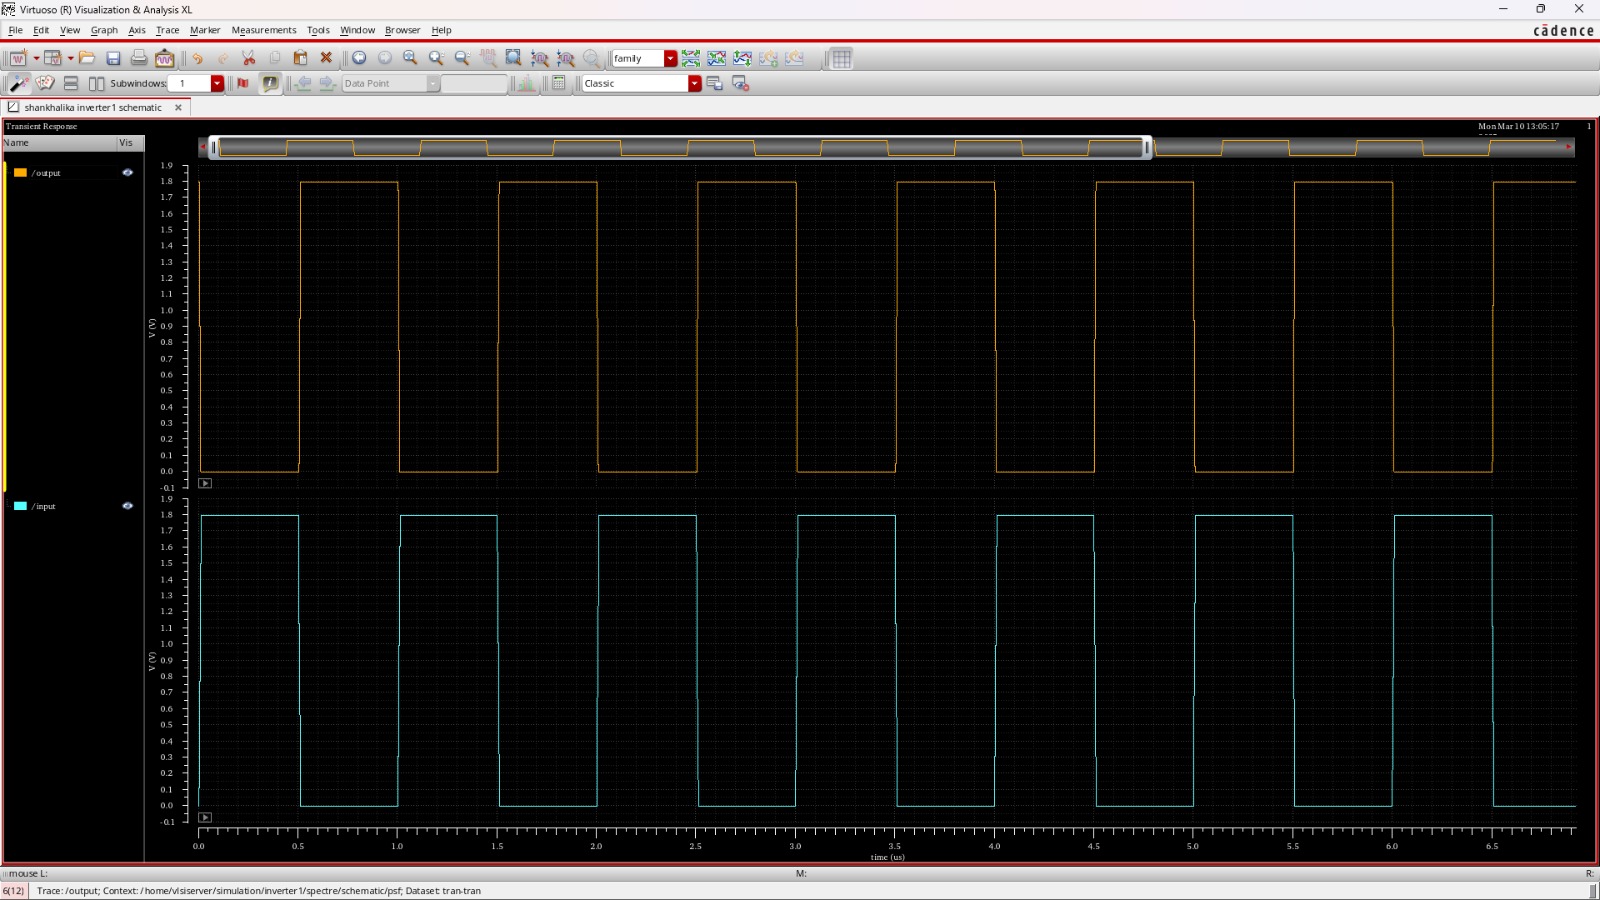 Virtuoso (R) Visualization & Analysis XL
File Edit View Graph Axis Trace Marker Measurements Tools Window Browser Help
cādence
family
Subwindows: 1
Data Point
Classic
shankhalika inverter1 schematic
Transient Response
Mon Mar 10 13:05:17
1
Name Vis
/output
1.9
1.8
1.7
1.6
1.5
1.4
1.3
1.2
1.1
1.0
0.9
0.8
0.7
0.6
0.5
0.4
0.3
0.2
0.1
0.0
-0.1
V (V)
/input
1.9
1.8
1.7
1.6
1.5
1.4
1.3
1.2
1.1
1.0
0.9
0.8
0.7
0.6
0.5
0.4
0.3
0.2
0.1
0.0
-0.1
V (V)
0.0 0.5 1.0 1.5 2.0 2.5 3.0 3.5 4.0 4.5 5.0 5.5 6.0 6.5
time (us)
mouse L: M: R:
6(12) Trace: /output; Context: /home/vlsiserver/simulation/inverter1/spectre/schematic/psf; Dataset: tran-tran